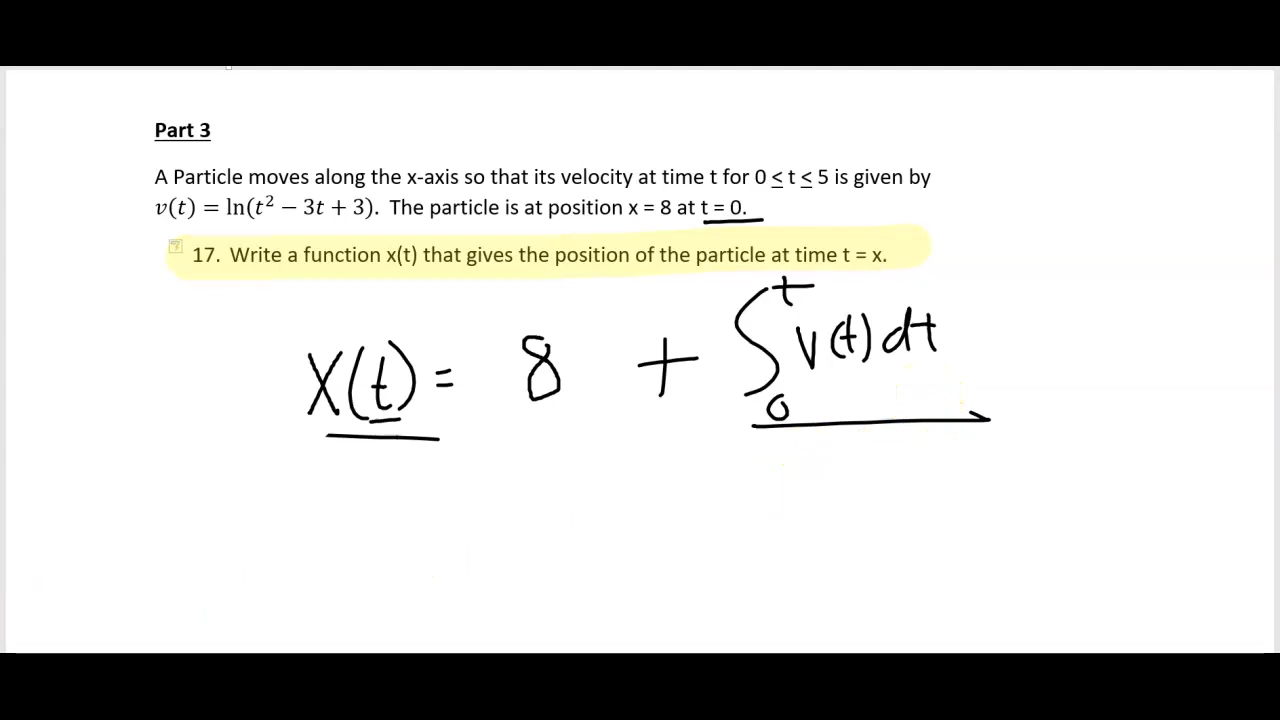 Part 3
A Particle moves along the x-axis so that its velocity at time t for 0 ≤ t ≤ 5 is given by
v(t) = ln(t² − 3t + 3). The particle is at position x = 8 at t = 0.
17. Write a function x(t) that gives the position of the particle at time t = x.
x(t) = 8 + ∫₀ᵗ v(t) dt